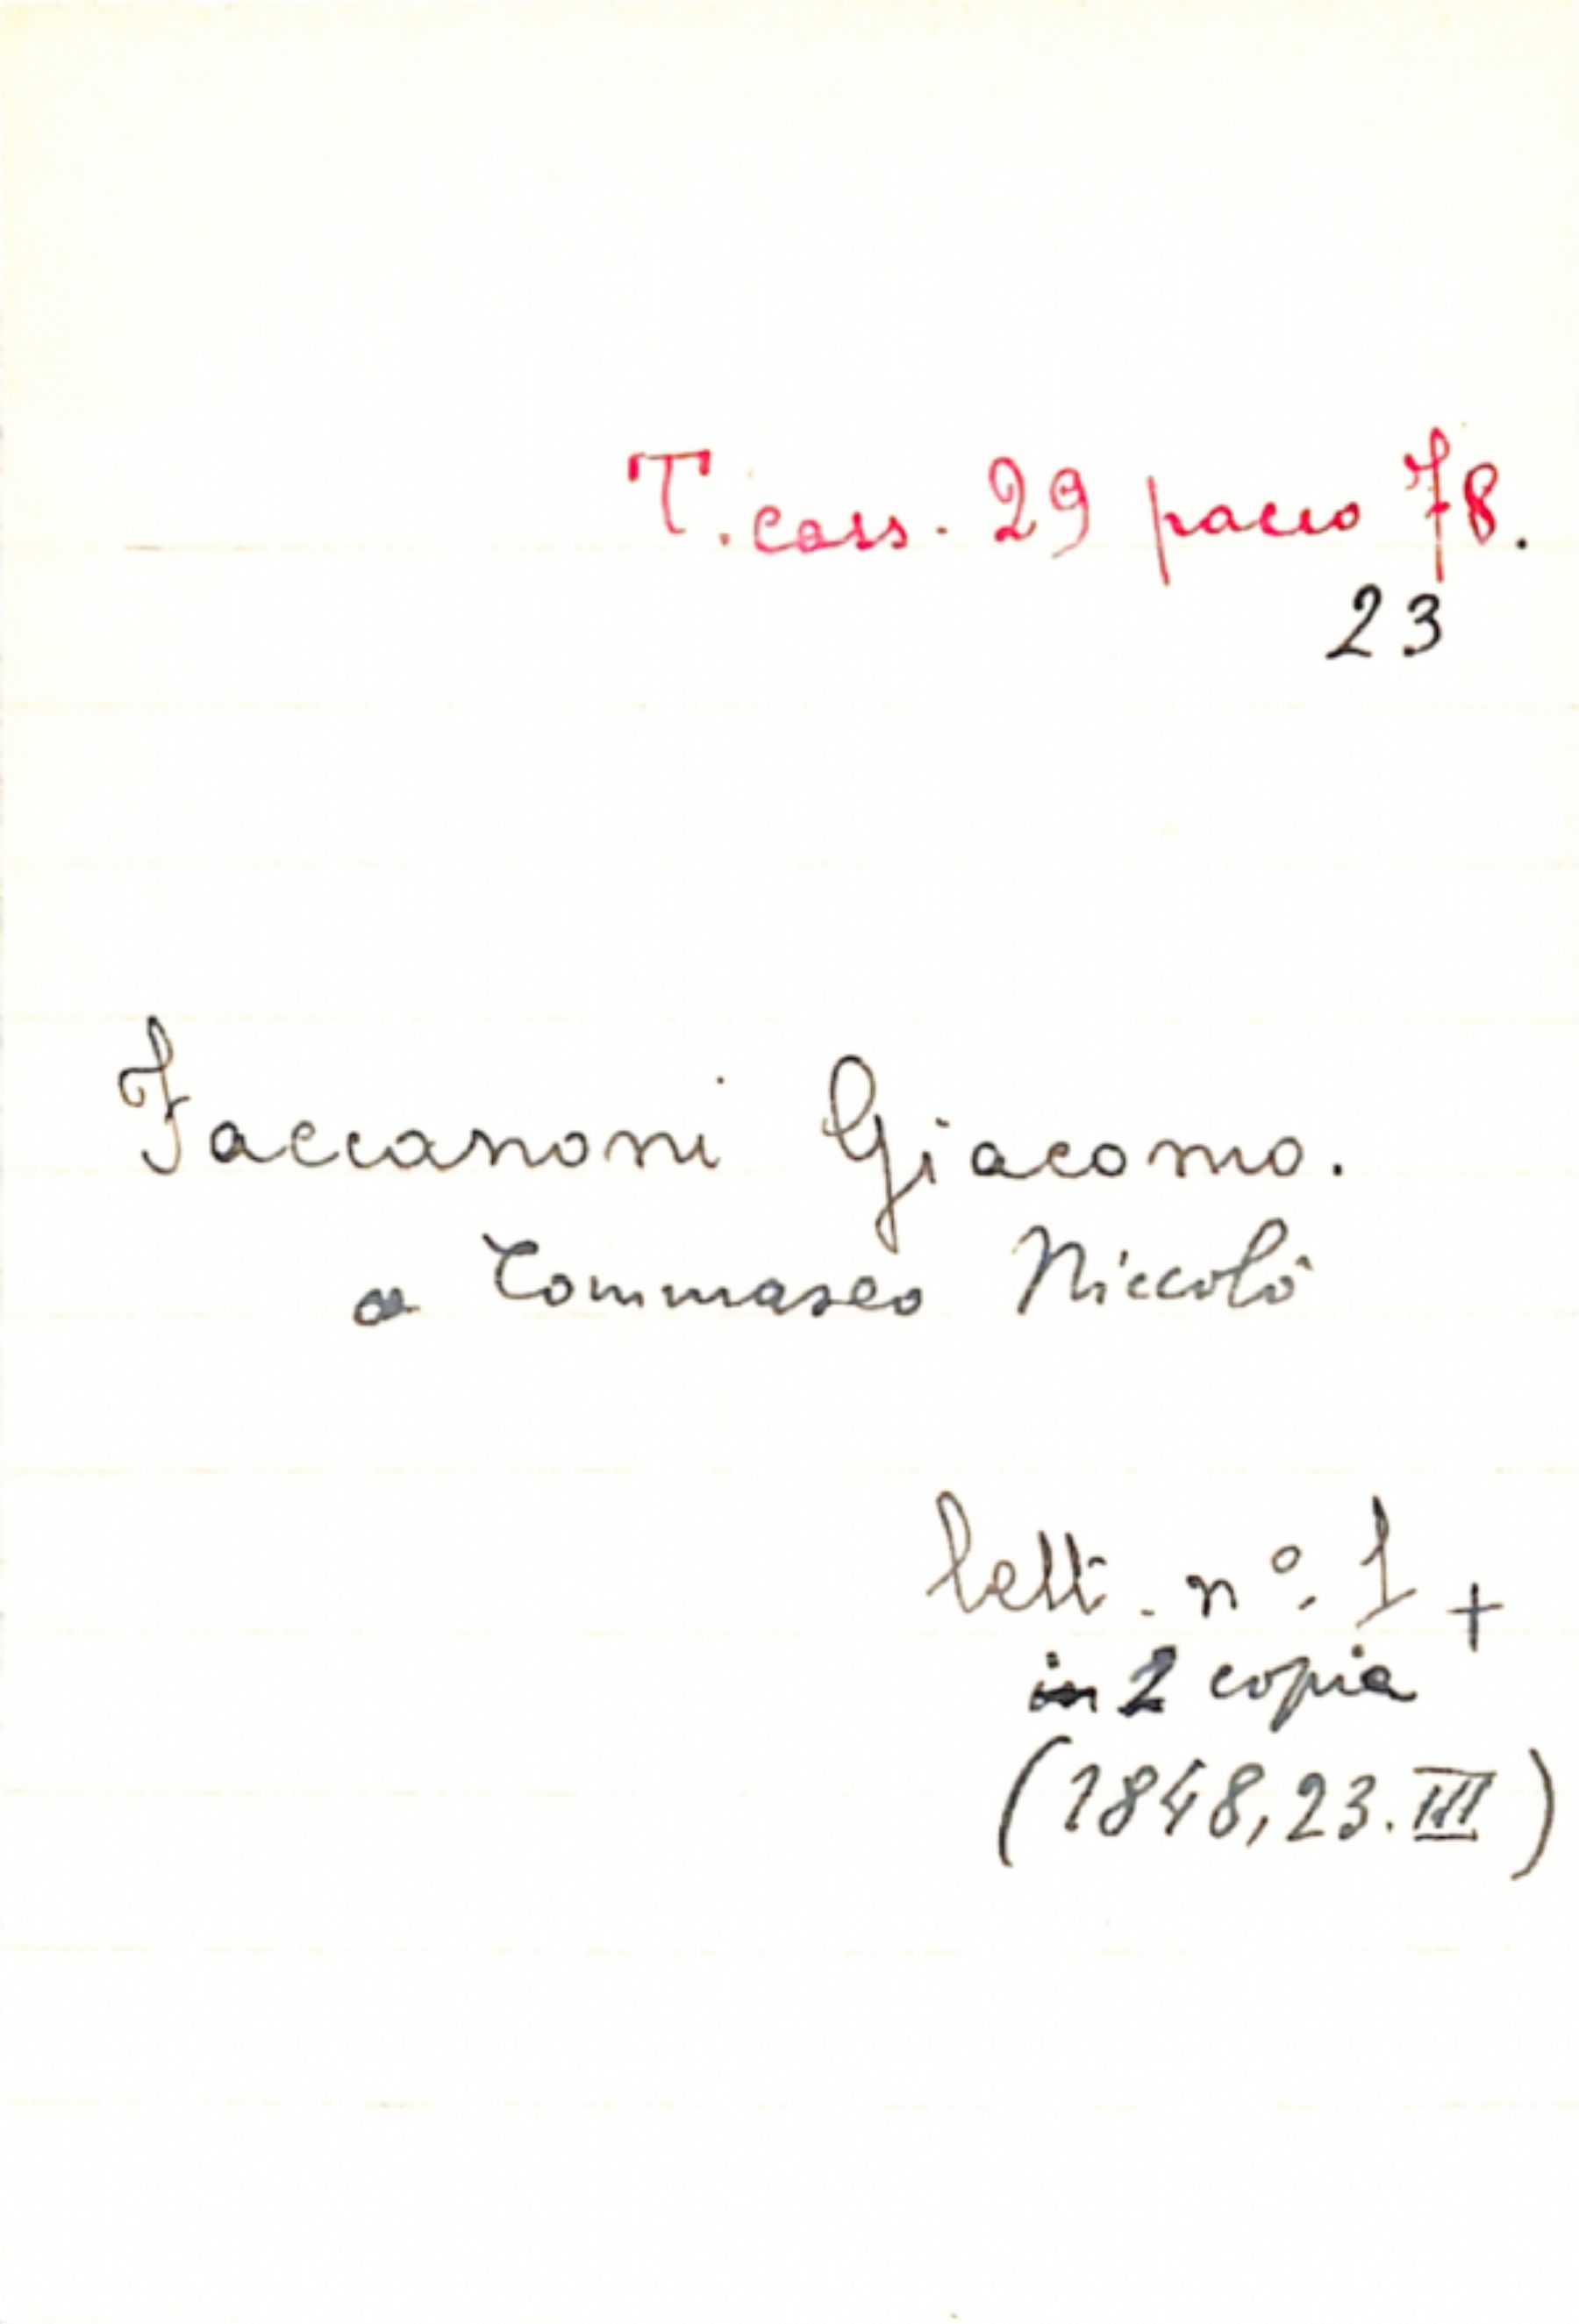 T. cass. 29 pacco 78.
23
Faccanoni Giacomo.
a Tommaseo Niccolò
lett. n°. 1 +
in 2 copia
(1848, 23. III)